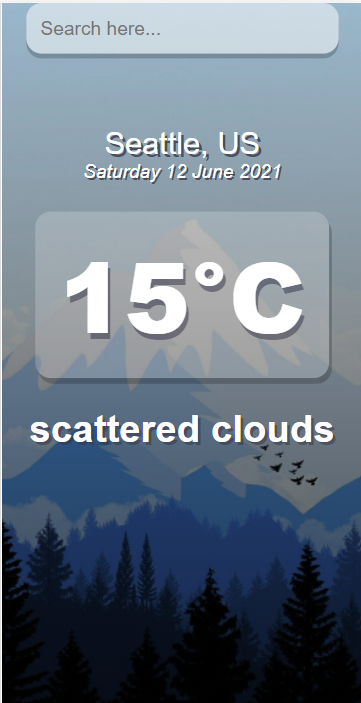 Search here...
Seattle, US
Saturday 12 June 2021
15°C
scattered clouds